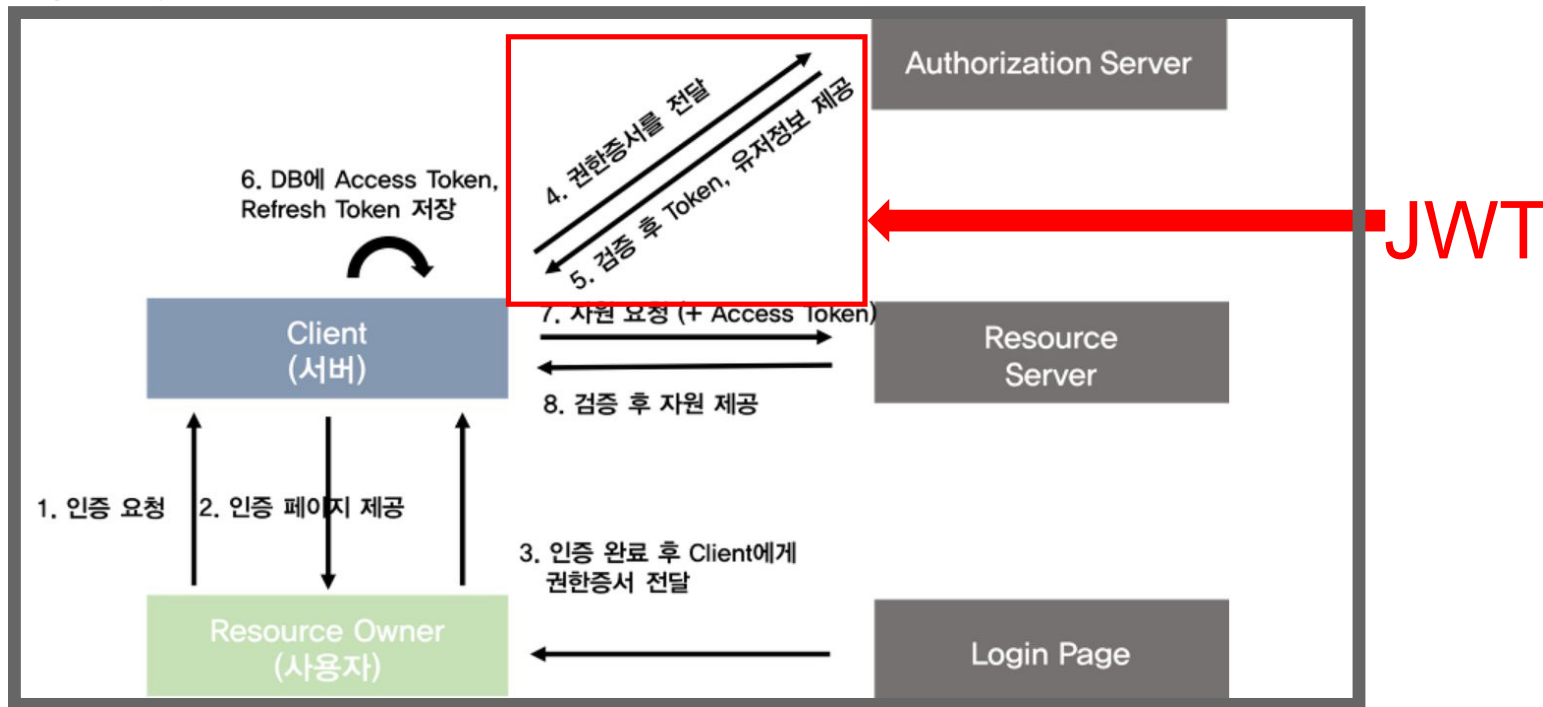 Authorization Server
4. 권한증서를 전달
5. 검증 후 Token, 유저정보 제공
6. DB에 Access Token,
Refresh Token 저장
JWT
7. 자원 요청 (+ Access Token)
Client
(서버)
Resource
Server
8. 검증 후 자원 제공
1. 인증 요청
2. 인증 페이지 제공
3. 인증 완료 후 Client에게
권한증서 전달
Resource Owner
(사용자)
Login Page